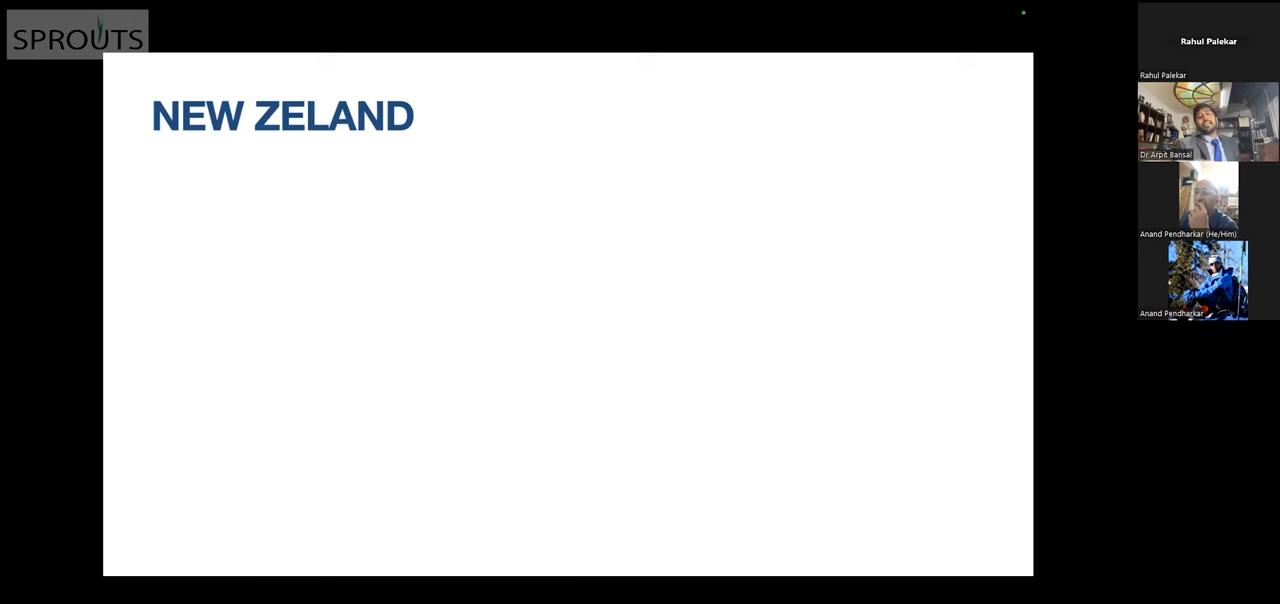 SPROUTS
NEW ZELAND
Rahul Palekar
Rahul Palekar
Dr Arpit Bansal
Anand Pendharkar (He/Him)
Anand Pendharkar